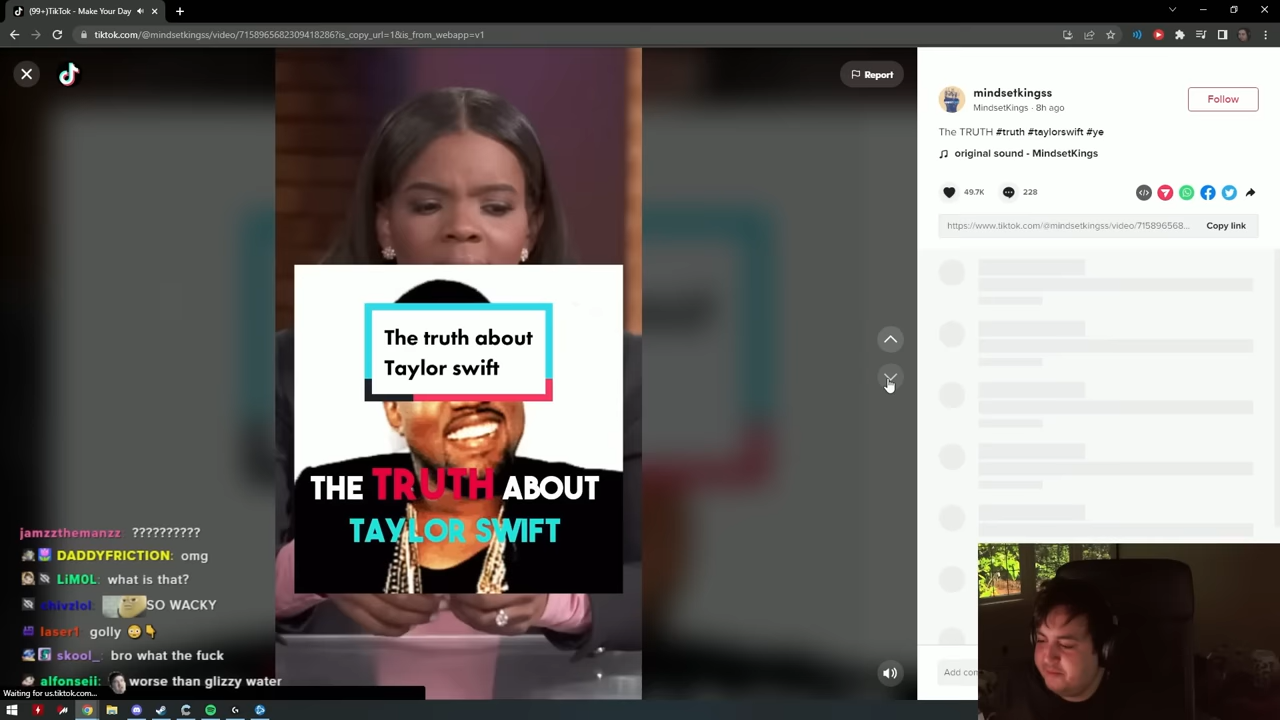 (99+)TikTok - Make Your Day
tiktok.com/@mindsetkingss/video/7158965682309418286?is_copy_url=1&is_from_webapp=v1
Report
mindsetkingss
MindsetKings · 8h ago
Follow
The TRUTH #truth #taylorswift #ye
original sound - MindsetKings
49.7K
228
https://www.tiktok.com/@mindsetkingss/video/715896568...
Copy link
The truth about
Taylor swift
THE TRUTH ABOUT
TAYLOR SWIFT
jamzzthemanzz: ??????????
DADDYFRICTION: omg
LiM0L: what is that?
shivzlol: SO WACKY
laser1 golly 😳👇
skool_: bro what the fuck
alfonseii: worse than glizzy water
Waiting for us.tiktok.com...
Add com